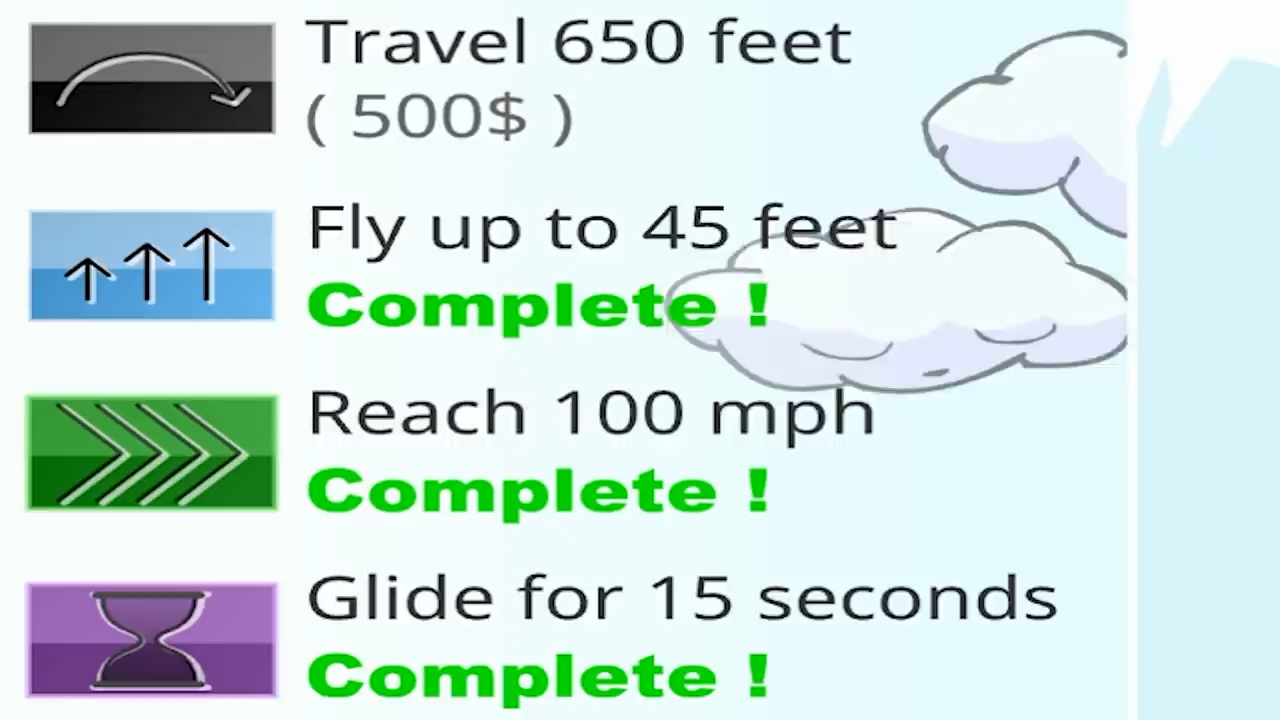 Travel 650 feet
( 500$ )
Fly up to 45 feet
Complete !
Reach 100 mph
Complete !
Glide for 15 seconds
Complete !